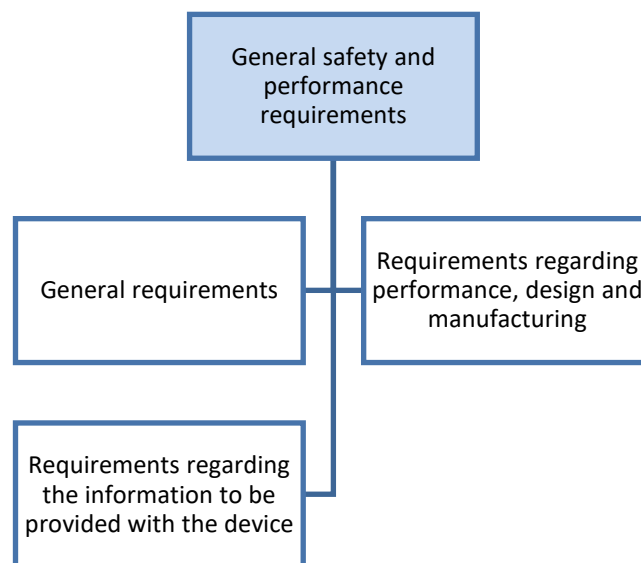 General safety and
performance
requirements
General requirements
Requirements regarding
performance, design and
manufacturing
Requirements regarding
the information to be
provided with the device